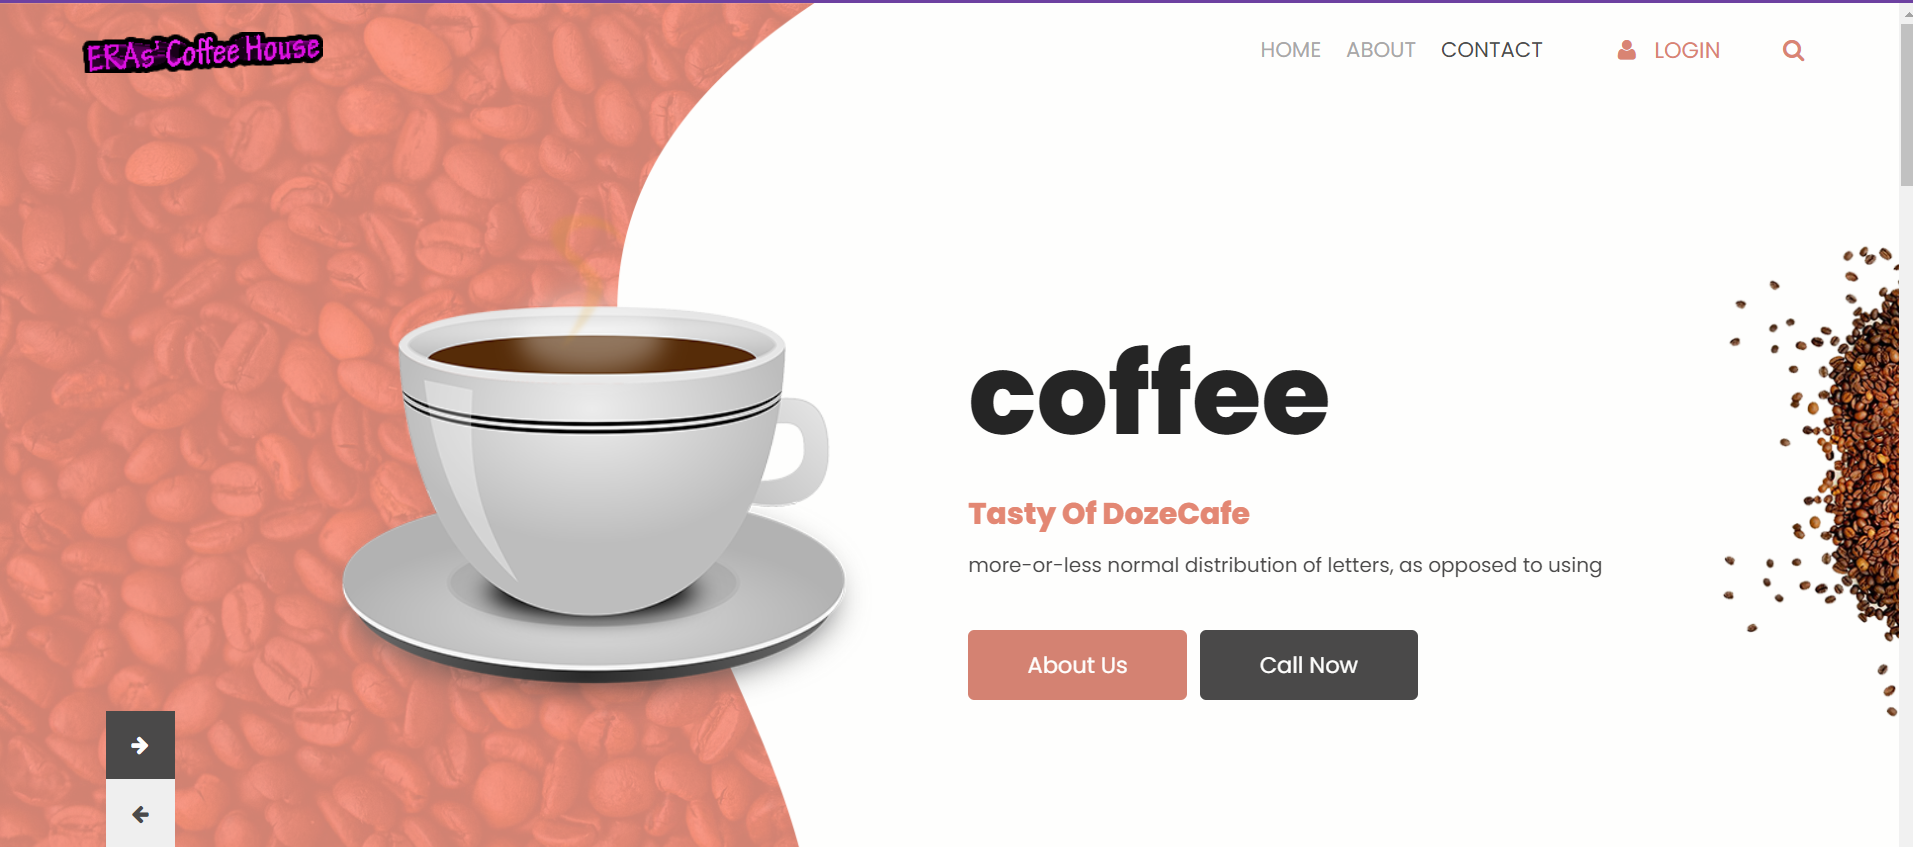 ERAs' Coffee House
HOME ABOUT CONTACT LOGIN
coffee
Tasty Of DozeCafe
more-or-less normal distribution of letters, as opposed to using
About Us Call Now